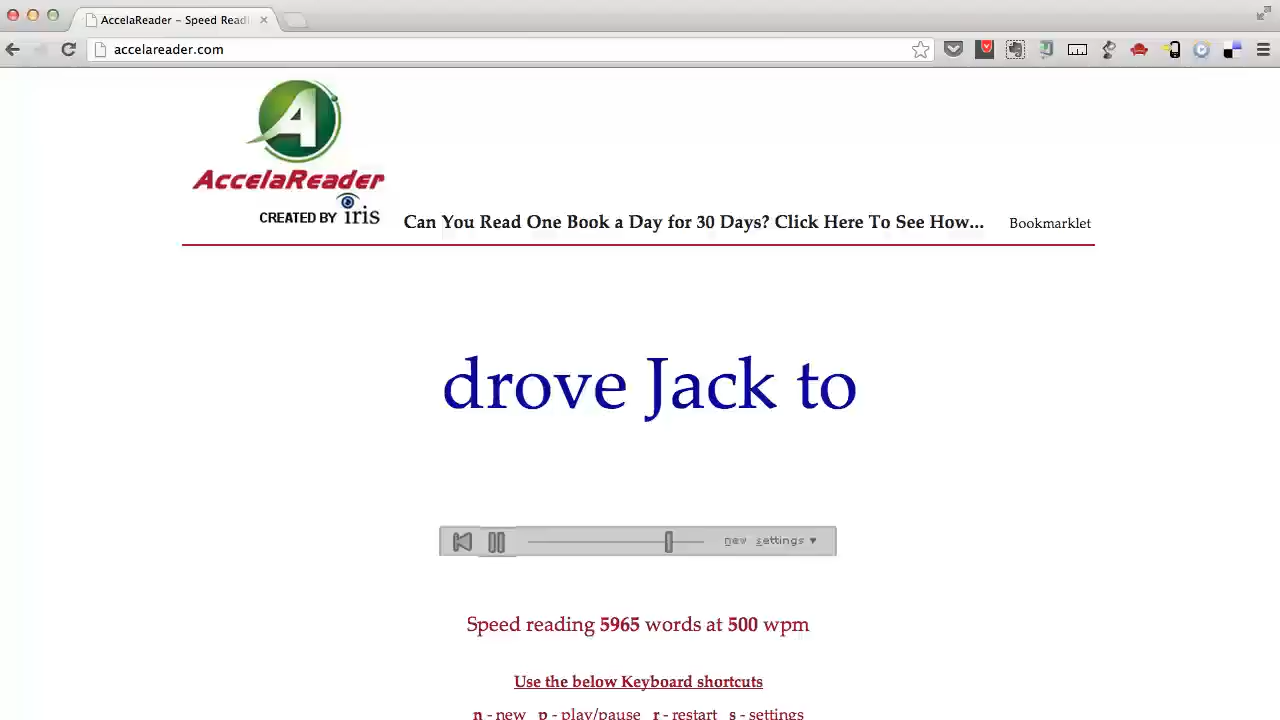 AccelaReader – Speed Readi
accelareader.com
A
AccelaReader
CREATED BY iris
Can You Read One Book a Day for 30 Days? Click Here To See How...
Bookmarklet
drove Jack to
new settings ▼
Speed reading 5965 words at 500 wpm
Use the below Keyboard shortcuts
n - new p - play/pause r - restart s - settings